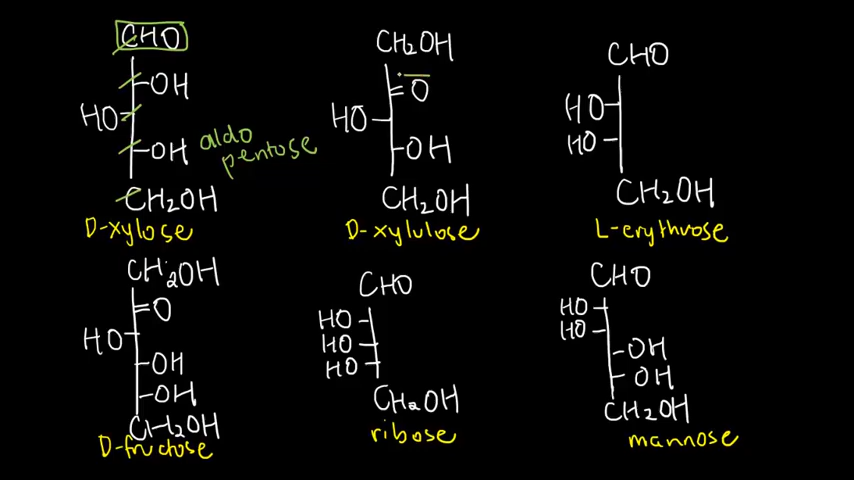 CHO
OH
HO
OH
CH2OH
D-xylose
aldo
pentose
CH2OH
O
HO
OH
CH2OH
D-xylulose
CHO
HO
HO
CH2OH
L-erythrose
CH2OH
O
HO
OH
OH
CH2OH
D-fructose
CHO
HO
HO
HO
CH2OH
ribose
CHO
HO
HO
OH
OH
CH2OH
mannose